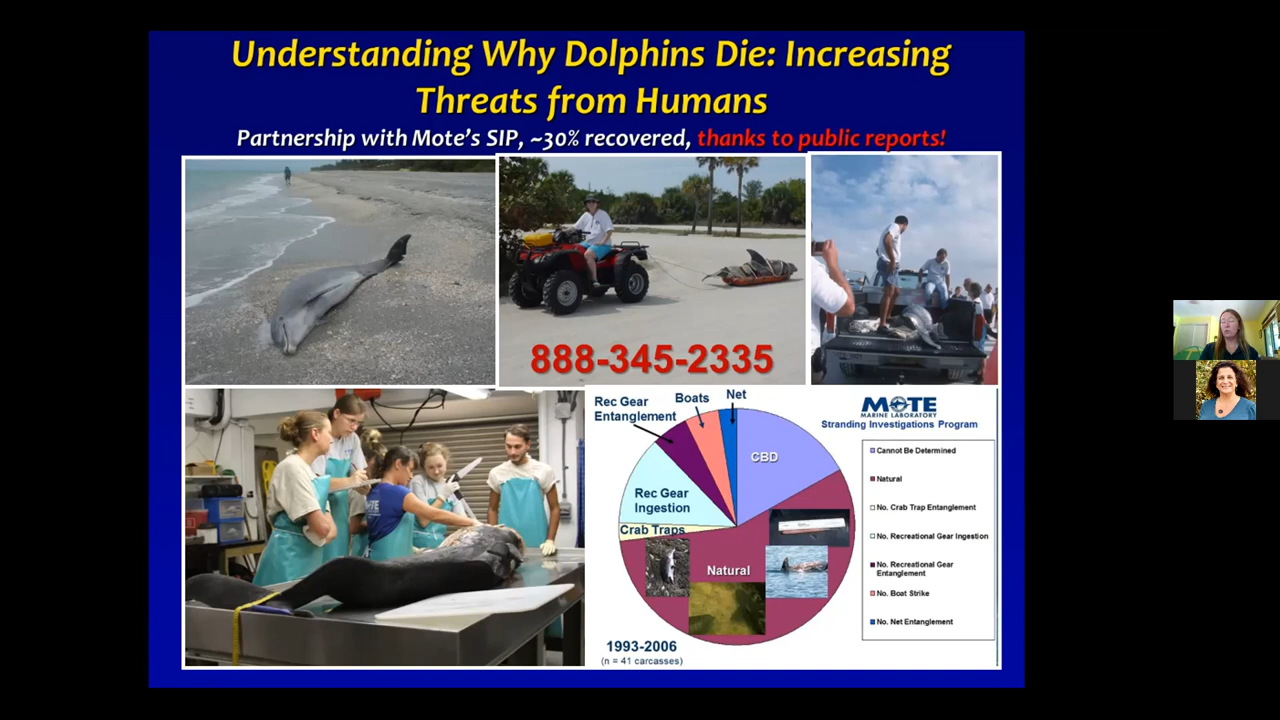 Understanding Why Dolphins Die: Increasing
Threats from Humans
Partnership with Mote's SIP, ~30% recovered, thanks to public reports!
888-345-2335
MOTE
Rec Gear
Entanglement
Boats
Net
CBD
Rec Gear
Ingestion
Crab Traps
Natural
1993-2006
(n = 41 carcasses)
MOTE
MARINE LABORATORY
Stranding Investigations Program
Cannot Be Determined
Natural
No. Crab Trap Entanglement
No. Recreational Gear Ingestion
No. Recreational Gear
Entanglement
No. Boat Strike
No. Net Entanglement